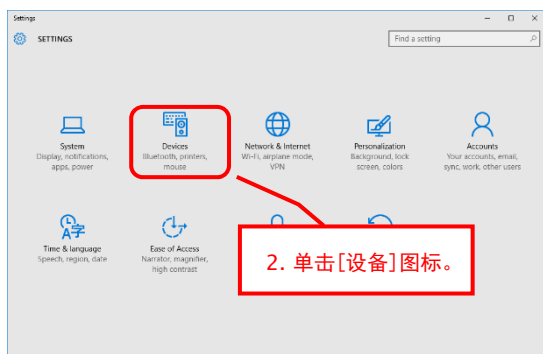 Settings
SETTINGS
Find a setting
System
Display, notifications,
apps, power
Devices
Bluetooth, printers,
mouse
Network & Internet
Wi-Fi, airplane mode,
VPN
Personalization
Background, lock
screen, colors
Accounts
Your accounts, email,
sync, work, other users
Time & language
Speech, region, date
Ease of Access
Narrator, magnifier,
high contrast
2. 单击[设备]图标。